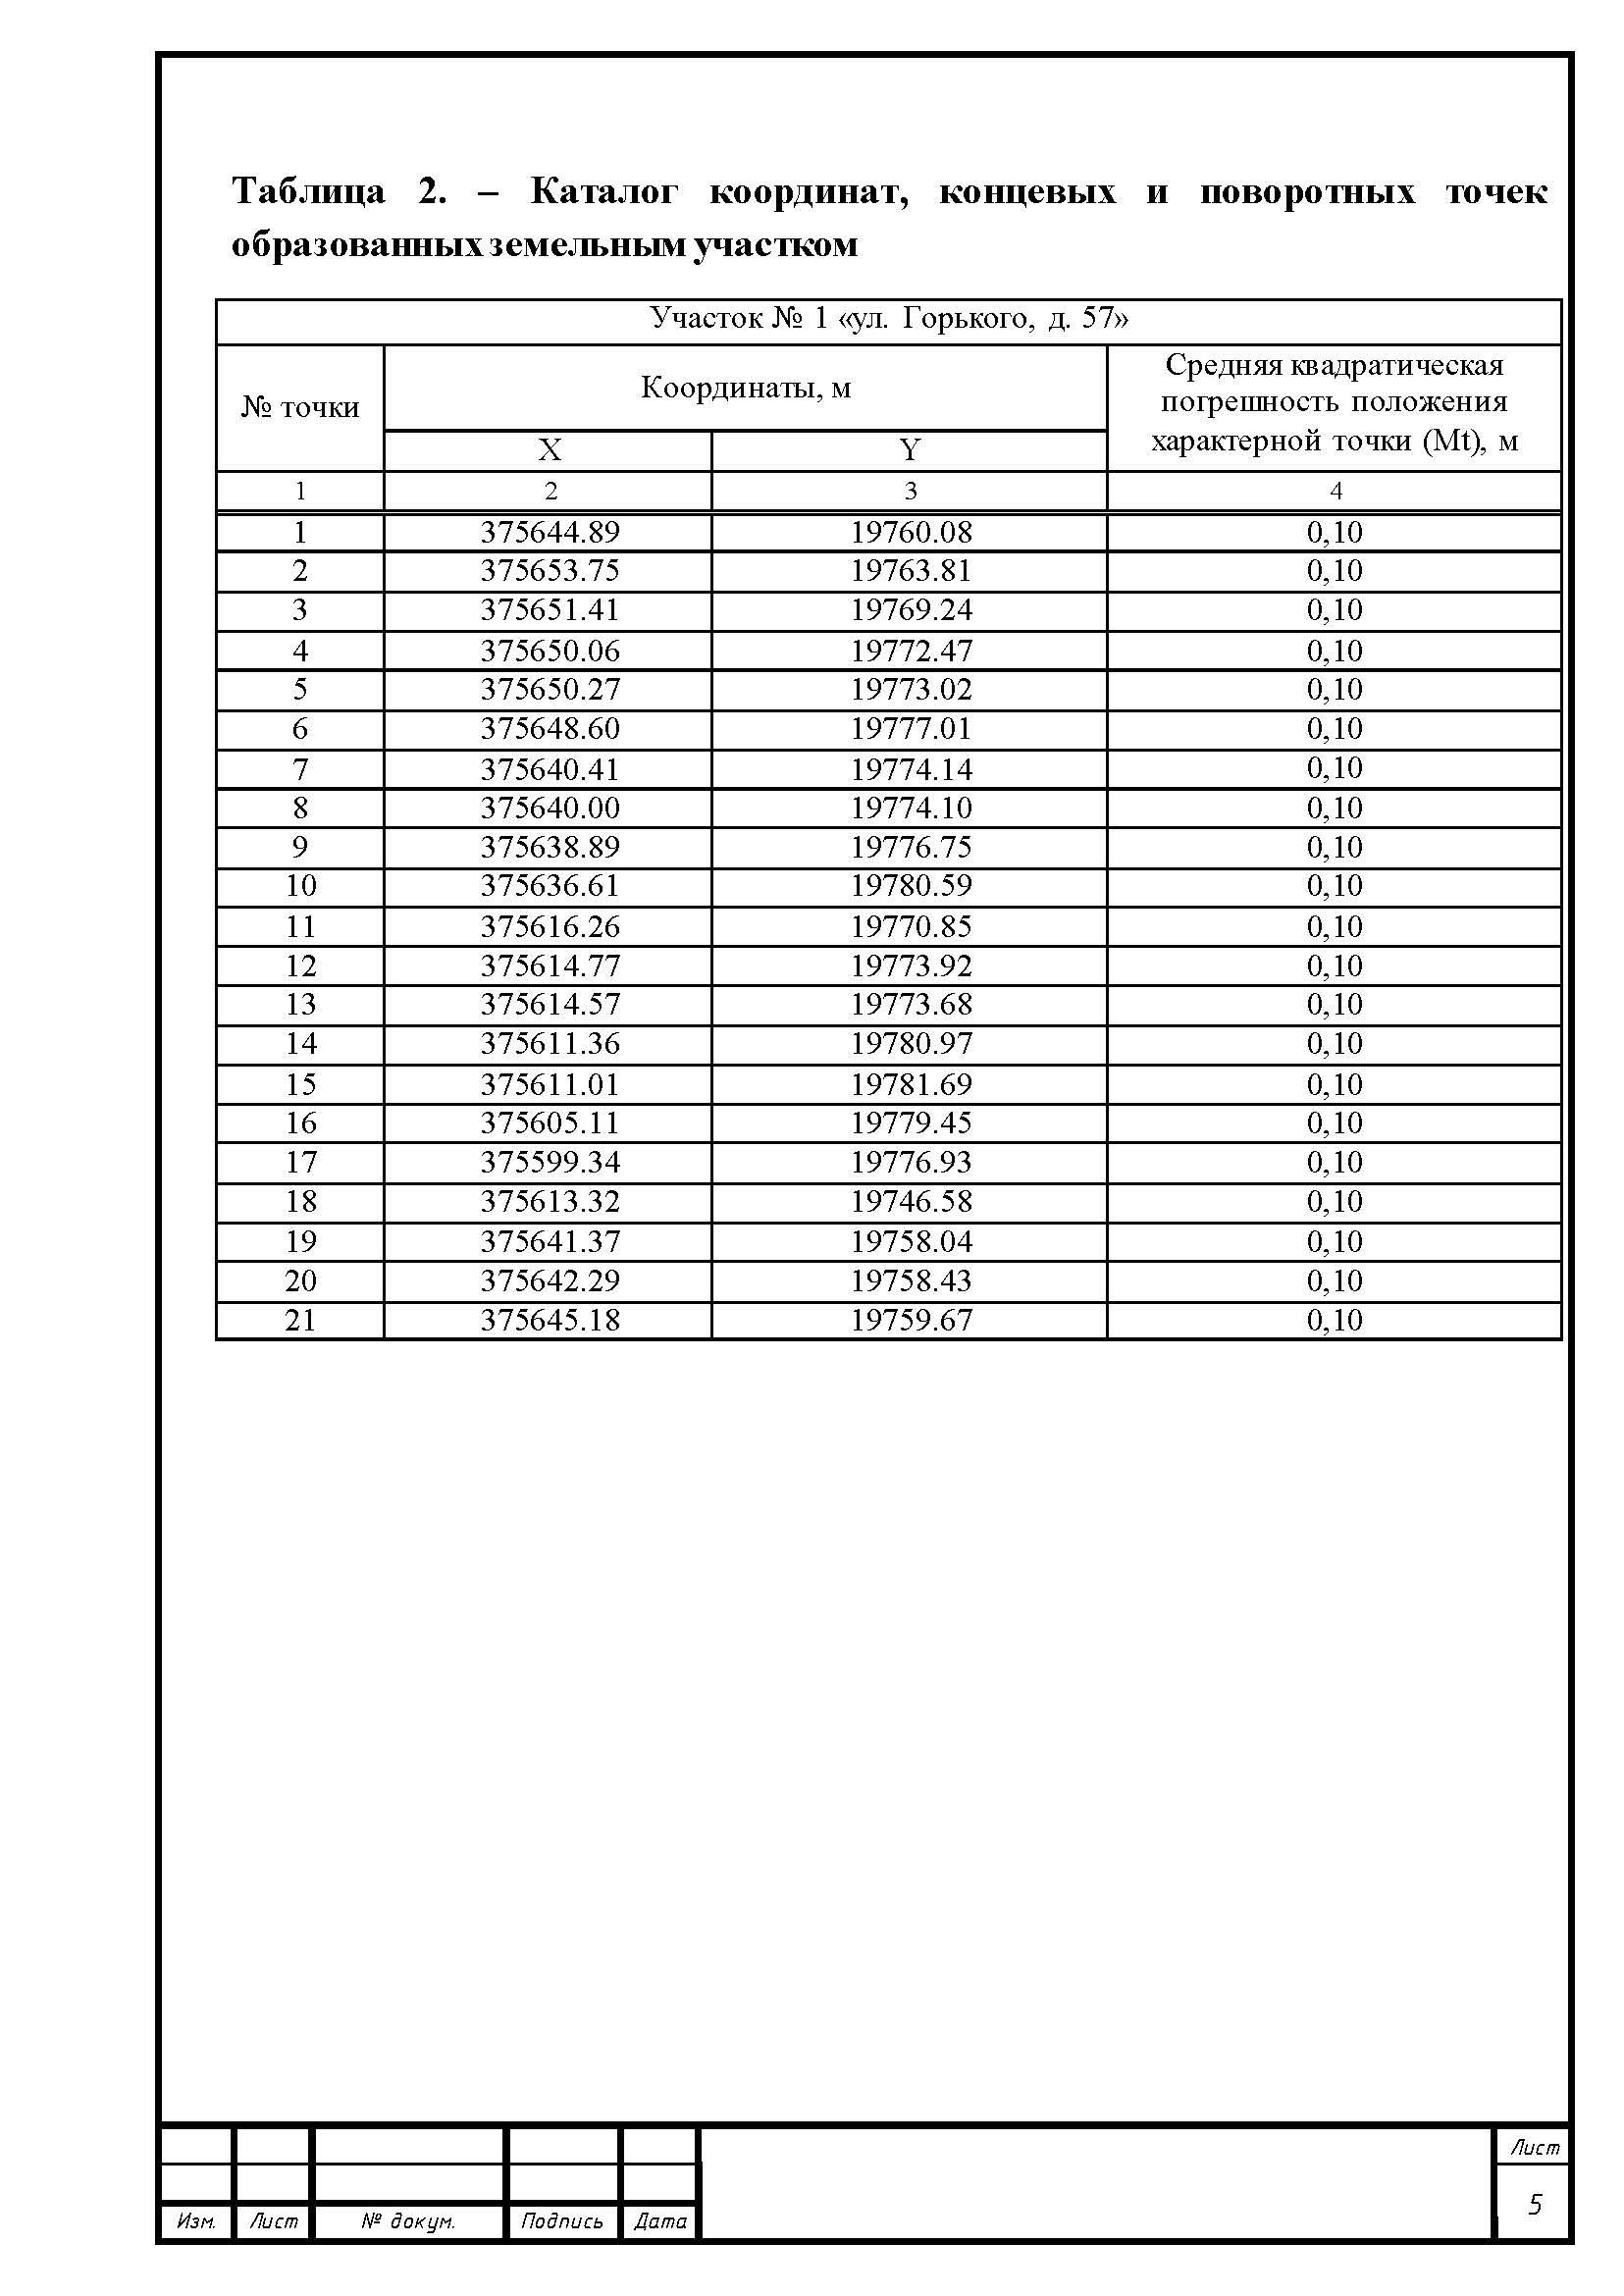 Таблица 2. – Каталог координат, концевых и поворотных точек
образованных земельным участком
Участок № 1 «ул. Горького, д. 57»
№ точки Координаты, м Средняя квадратическая
погрешность положения
характерной точки (Mt), м
X Y
1 2 3 4
1 375644.89 19760.08 0,10
2 375653.75 19763.81 0,10
3 375651.41 19769.24 0,10
4 375650.06 19772.47 0,10
5 375650.27 19773.02 0,10
6 375648.60 19777.01 0,10
7 375640.41 19774.14 0,10
8 375640.00 19774.10 0,10
9 375638.89 19776.75 0,10
10 375636.61 19780.59 0,10
11 375616.26 19770.85 0,10
12 375614.77 19773.92 0,10
13 375614.57 19773.68 0,10
14 375611.36 19780.97 0,10
15 375611.01 19781.69 0,10
16 375605.11 19779.45 0,10
17 375599.34 19776.93 0,10
18 375613.32 19746.58 0,10
19 375641.37 19758.04 0,10
20 375642.29 19758.43 0,10
21 375645.18 19759.67 0,10
Лист
5
Изм. Лист № докум. Подпись Дата